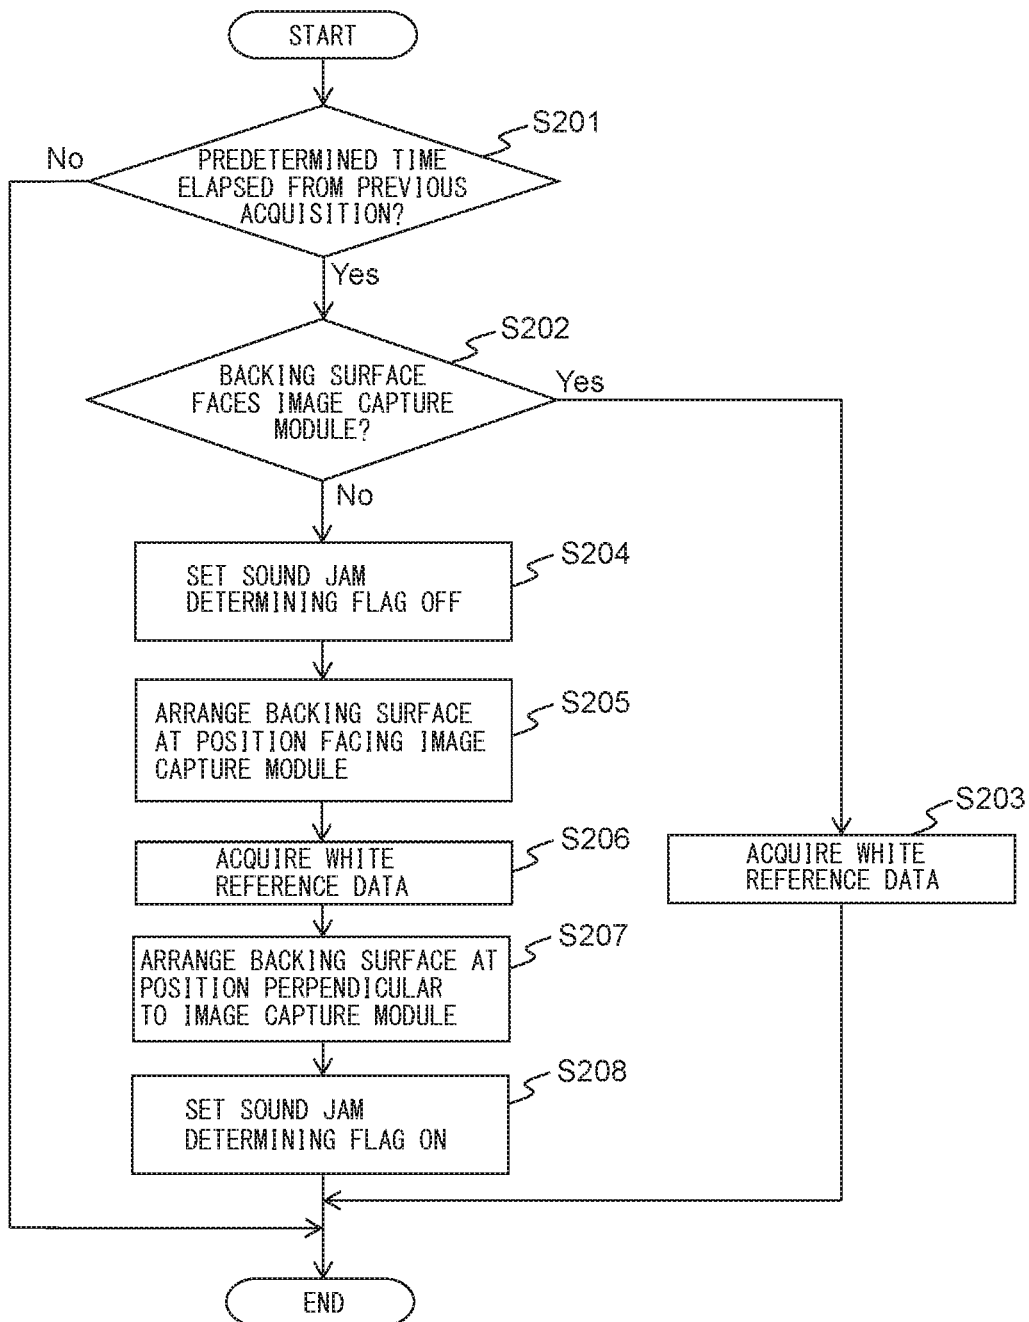 START
S201
No
PREDETERMINED TIME
ELAPSED FROM PREVIOUS
ACQUISITION?
Yes
S202
BACKING SURFACE
FACES IMAGE CAPTURE
MODULE?
Yes
No
S204
SET SOUND JAM
DETERMINING FLAG OFF
S205
ARRANGE BACKING SURFACE
AT POSITION FACING IMAGE
CAPTURE MODULE
S203
ACQUIRE WHITE
REFERENCE DATA
S206
ACQUIRE WHITE
REFERENCE DATA
S207
ARRANGE BACKING SURFACE AT
POSITION PERPENDICULAR
TO IMAGE CAPTURE MODULE
S208
SET SOUND JAM
DETERMINING FLAG ON
END